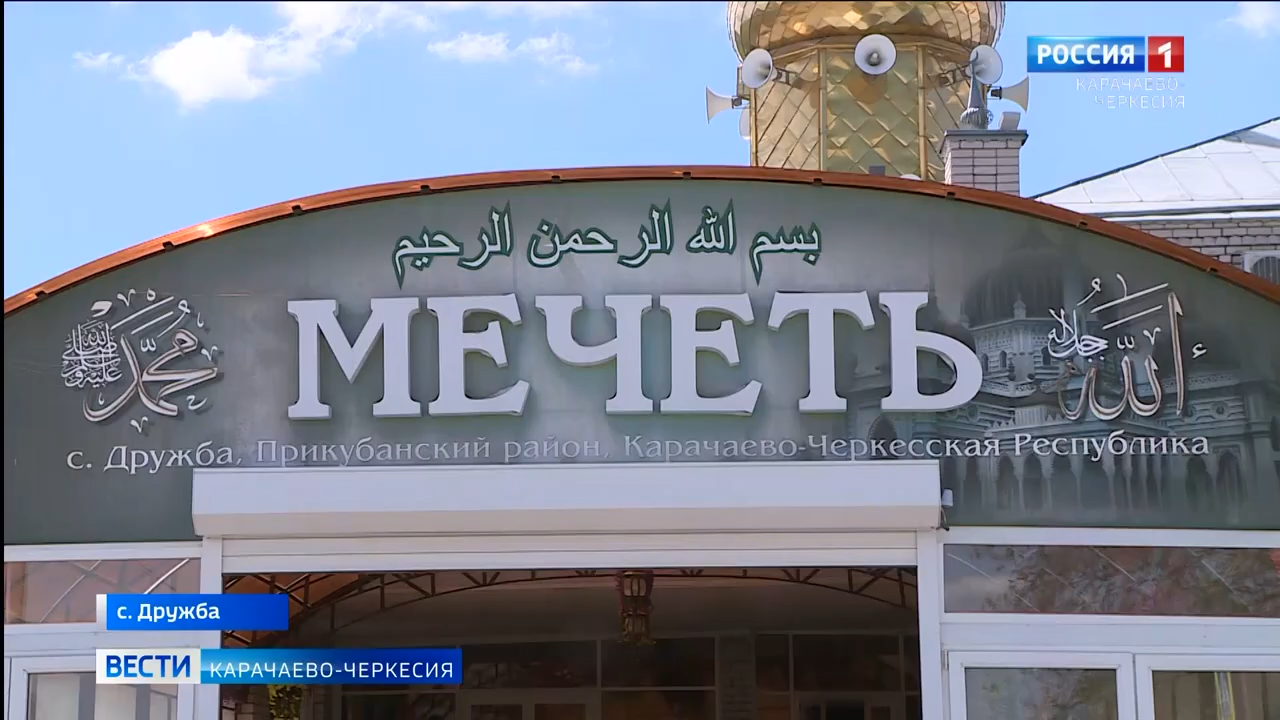 РОССИЯ 1
КАРАЧАЕВО-
ЧЕРКЕСИЯ
بسم الله الرحمن الرحيم
МЕЧЕТЬ
محمد صلى الله عليه وسلم
الله جل جلاله
с. Дружба, Прикубанский район, Карачаево-Черкесская Республика
с. Дружба
ВЕСТИ КАРАЧАЕВО-ЧЕРКЕСИЯ